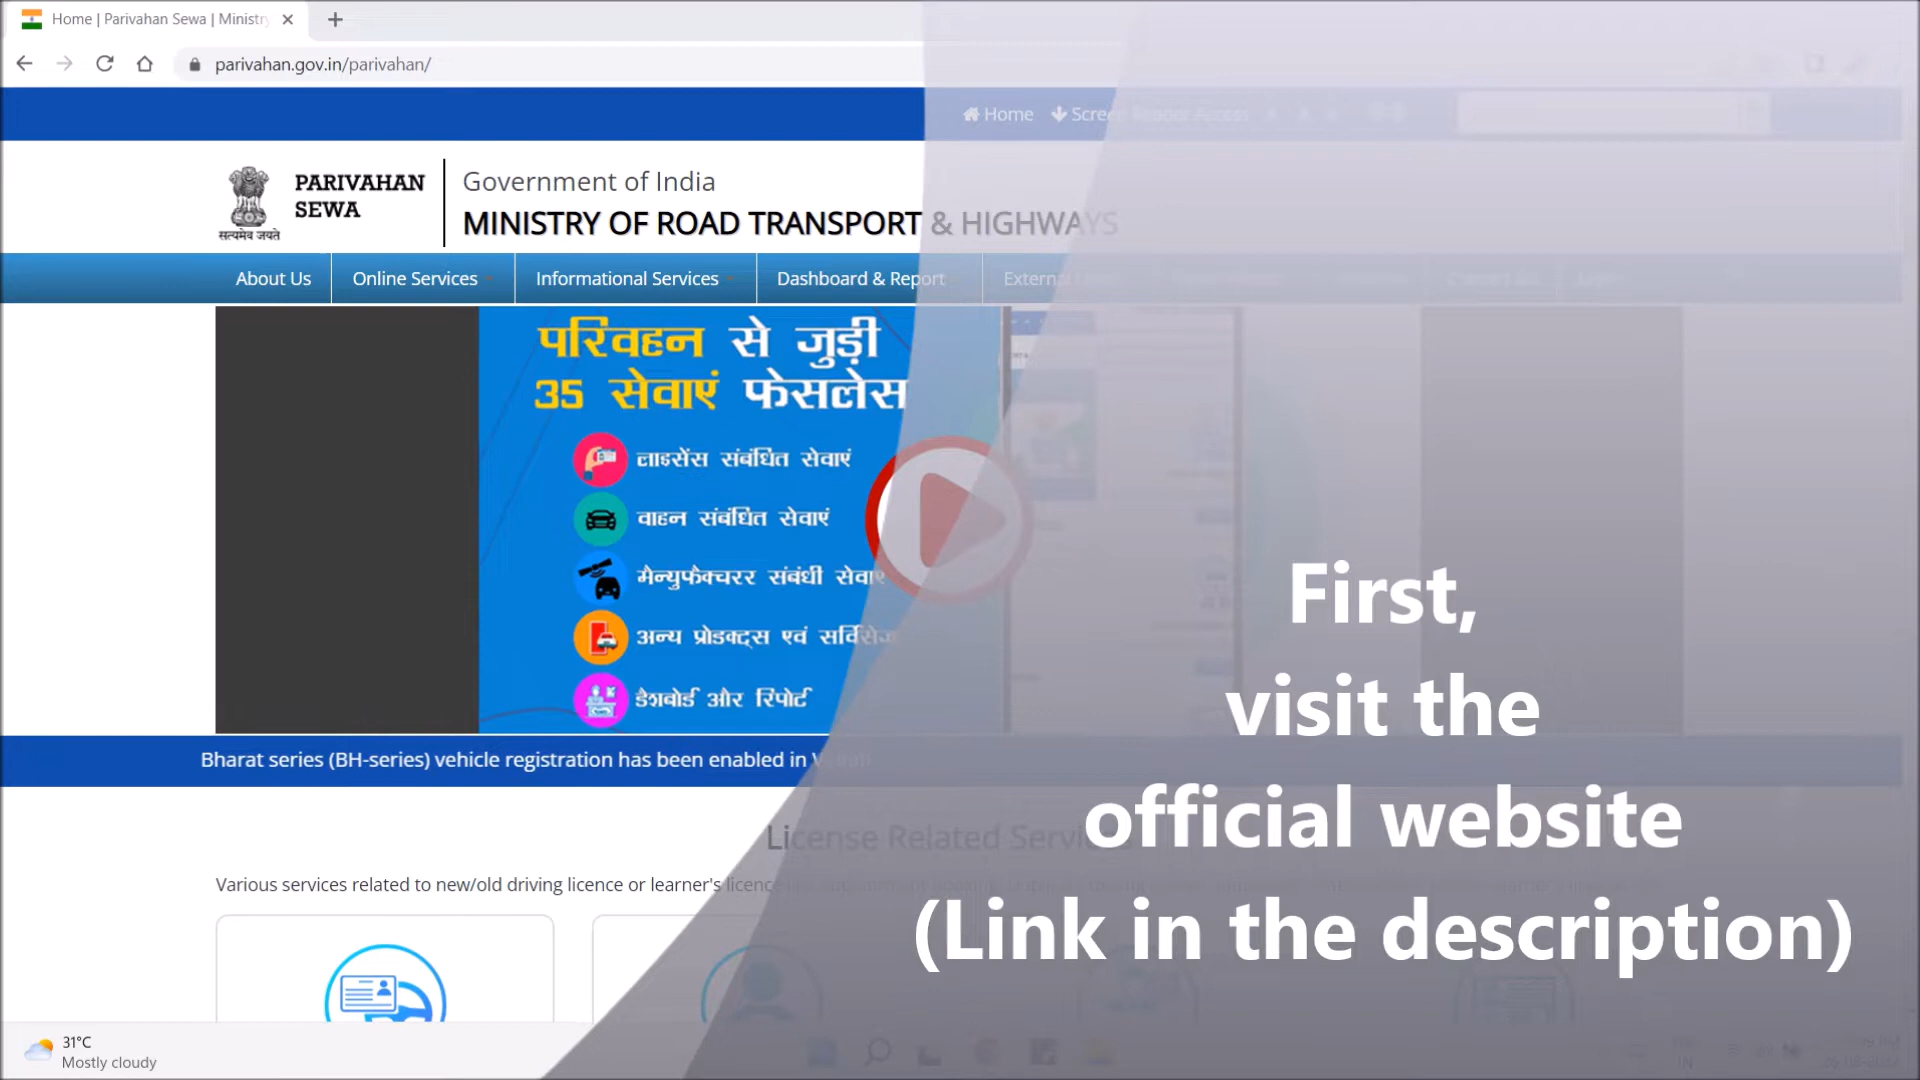 Home | Parivahan Sewa | Ministry
parivahan.gov.in/parivahan/
Home
PARIVAHAN
SEWA
सत्यमेव जयते
Government of India
MINISTRY OF ROAD TRANSPORT & HIGHWAYS
About Us
Online Services
Informational Services
Dashboard & Report
परिवहन से जुड़ी
35 सेवाएं फेसलेस
लाइसेंस संबंधित सेवाएं
वाहन संबंधित सेवाएं
मैन्युफैक्चरर संबंधी सेवाएं
अन्य प्रोडक्ट्स एवं सर्विसेज
डैशबोर्ड और रिपोर्ट
Bharat series (BH-series) vehicle registration has been enabled in
License Related
Various services related to new/old driving licence or learner's licence
First,
visit the
official website
(Link in the description)
31°C
Mostly cloudy